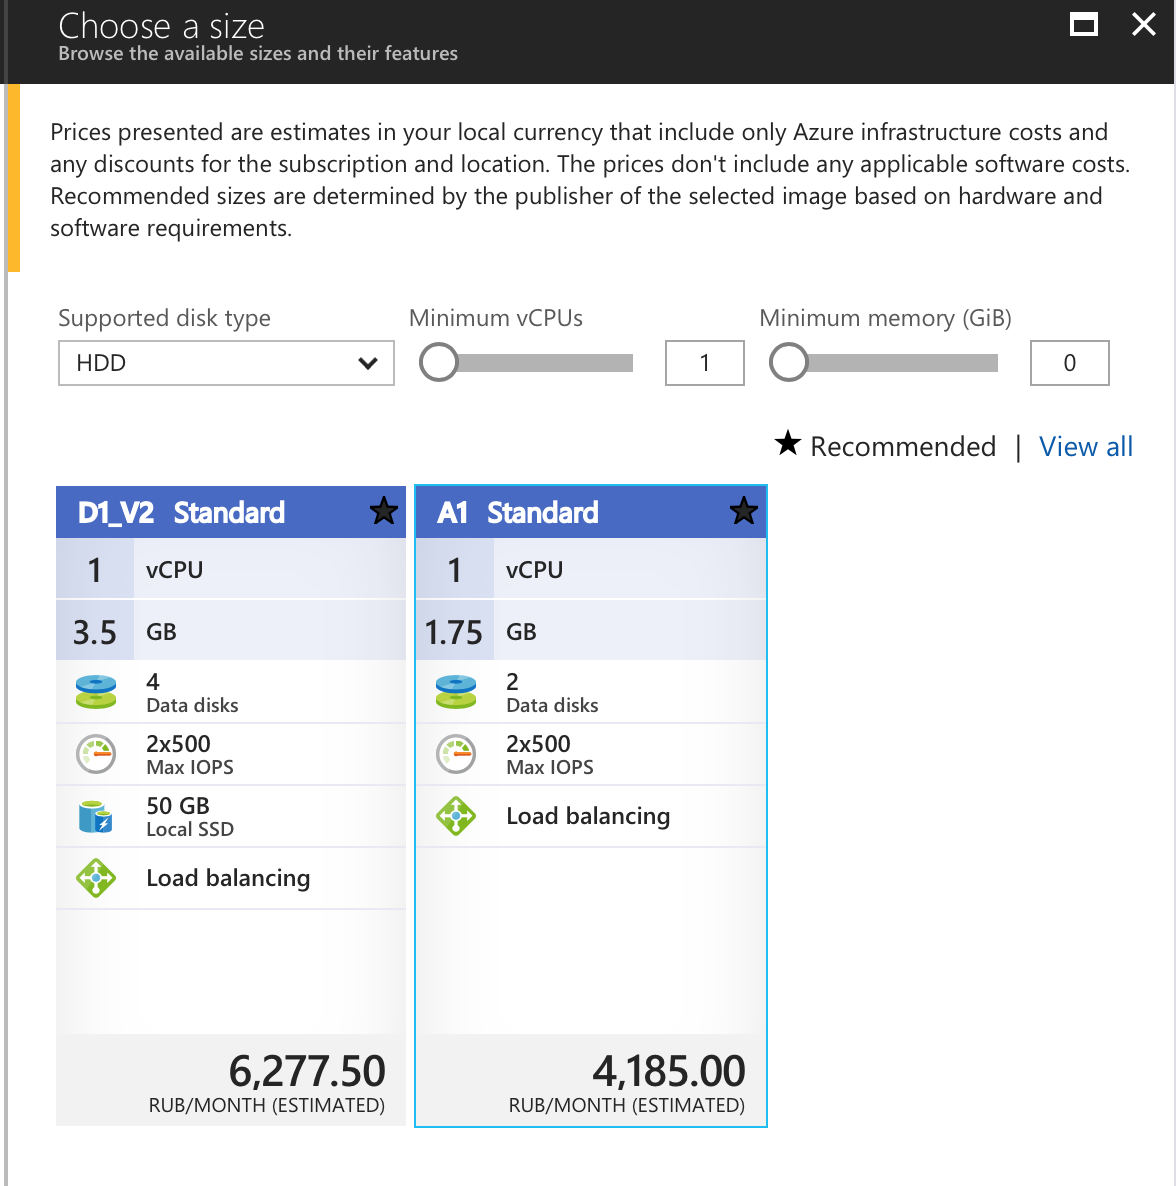 Choose a size
Browse the available sizes and their features
Prices presented are estimates in your local currency that include only Azure infrastructure costs and
any discounts for the subscription and location. The prices don't include any applicable software costs.
Recommended sizes are determined by the publisher of the selected image based on hardware and
software requirements.
Supported disk type
HDD
Minimum vCPUs
1
Minimum memory (GiB)
0
★ Recommended | View all
D1_V2 Standard ★
1 vCPU
3.5 GB
4
Data disks
2x500
Max IOPS
50 GB
Local SSD
Load balancing
6,277.50
RUB/MONTH (ESTIMATED)
A1 Standard ★
1 vCPU
1.75 GB
2
Data disks
2x500
Max IOPS
Load balancing
4,185.00
RUB/MONTH (ESTIMATED)